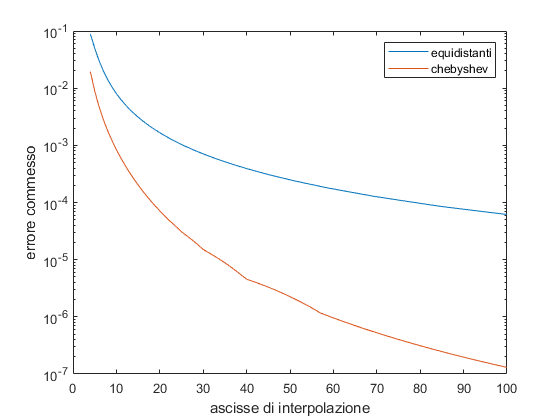 equidistanti
chebyshev
errore commesso
10^-1
10^-2
10^-3
10^-4
10^-5
10^-6
10^-7
0 10 20 30 40 50 60 70 80 90 100
ascisse di interpolazione